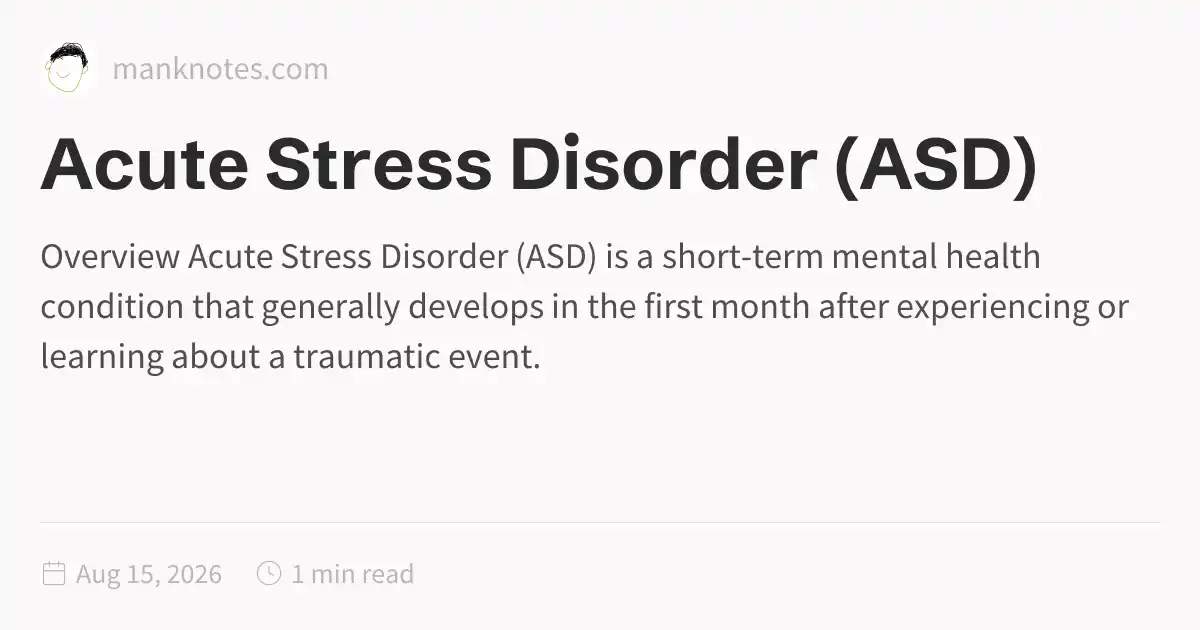 manknotes.com
Acute Stress Disorder (ASD)
Overview Acute Stress Disorder (ASD) is a short-term mental health
condition that generally develops in the first month after experiencing or
learning about a traumatic event.
Aug 15, 2026
1 min read